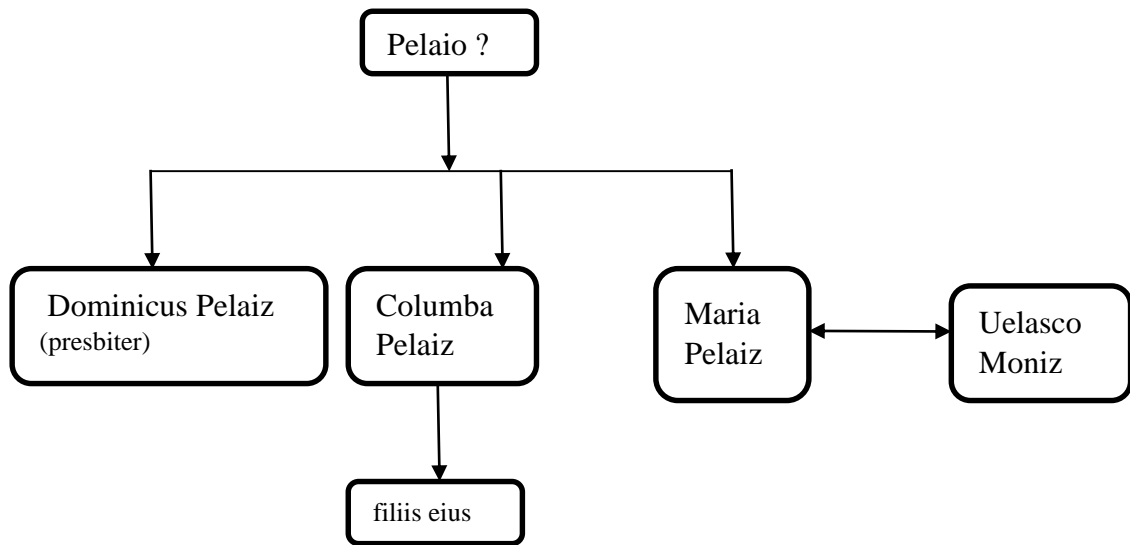 Pelaio ?
Dominicus Pelaiz
(presbiter)
Columba
Pelaiz
Maria
Pelaiz
Uelasco
Moniz
filiis eius